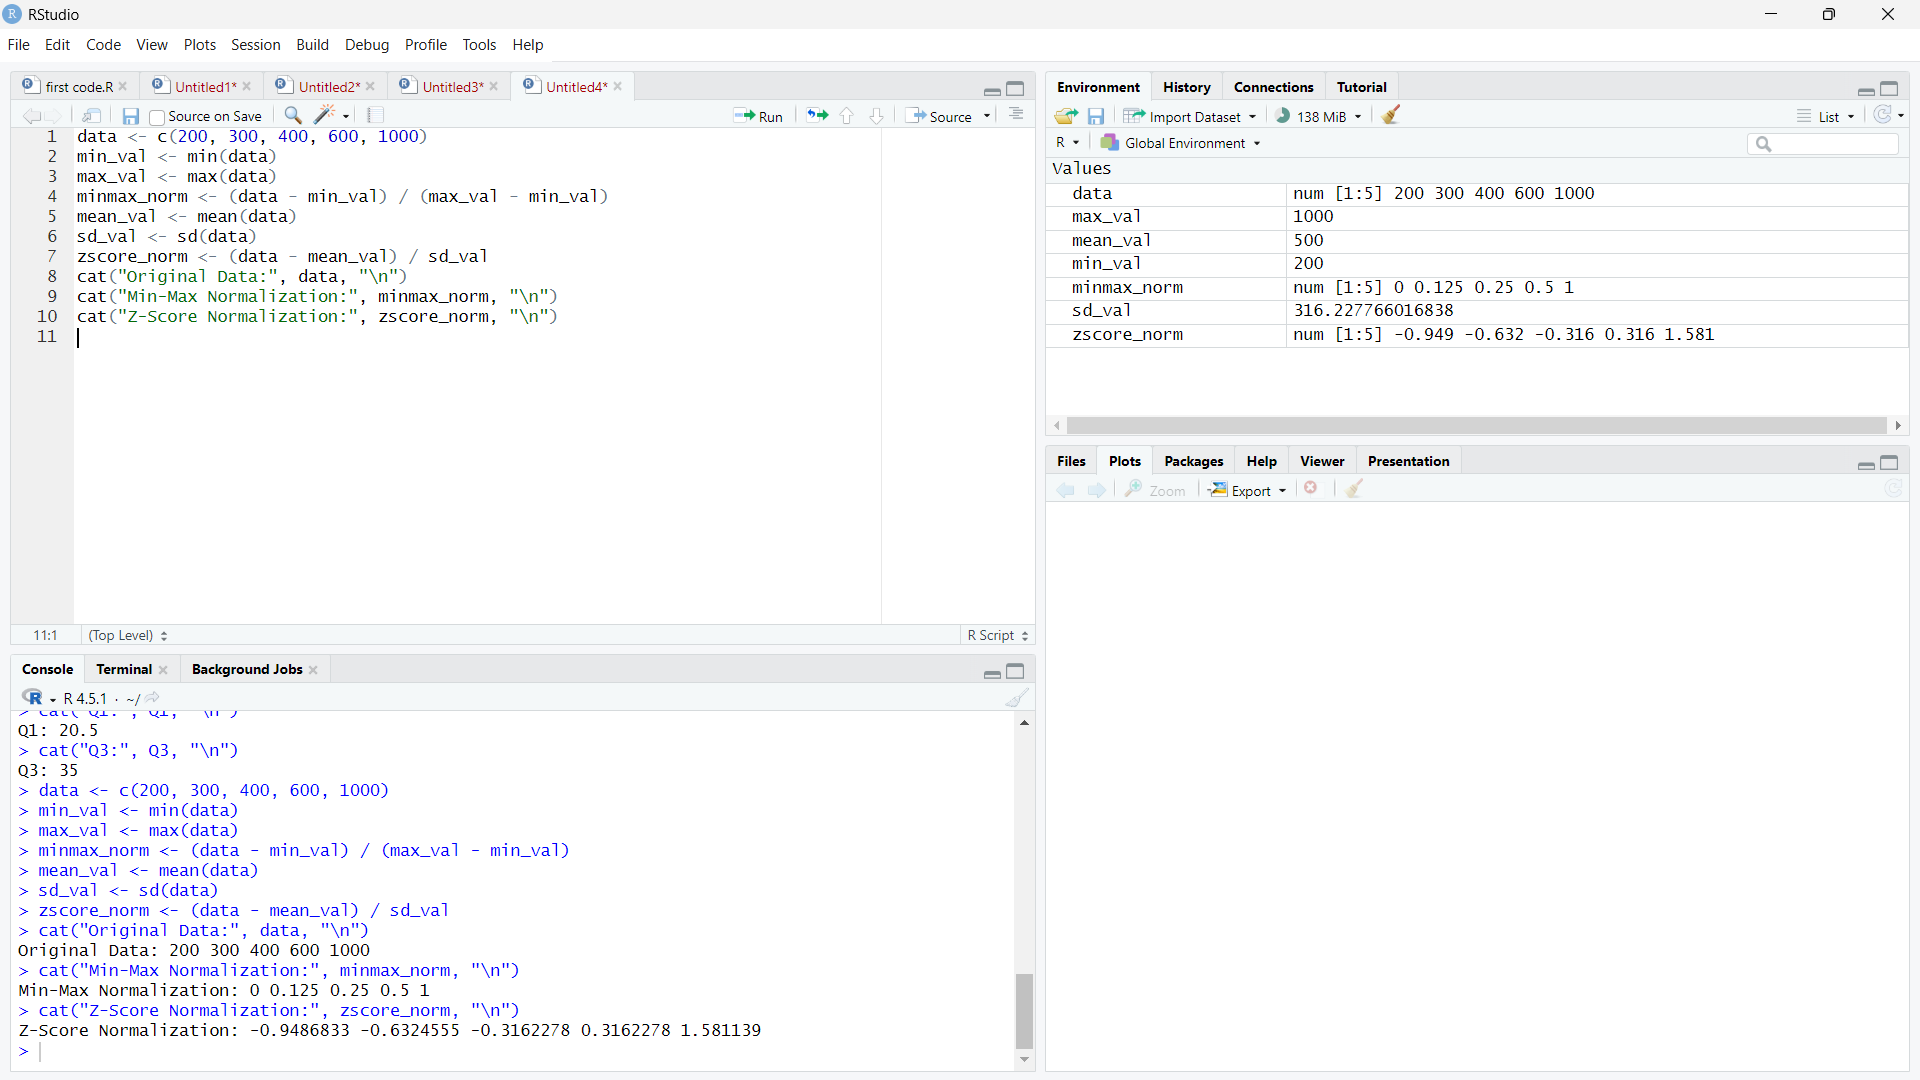 RStudio
File Edit Code View Plots Session Build Debug Profile Tools Help
first code.R Untitled1* Untitled2* Untitled3* Untitled4*
Source on Save Run Source
1 data <- c(200, 300, 400, 600, 1000)
2 min_val <- min(data)
3 max_val <- max(data)
4 minmax_norm <- (data - min_val) / (max_val - min_val)
5 mean_val <- mean(data)
6 sd_val <- sd(data)
7 zscore_norm <- (data - mean_val) / sd_val
8 cat("Original Data:", data, "\n")
9 cat("Min-Max Normalization:", minmax_norm, "\n")
10 cat("Z-Score Normalization:", zscore_norm, "\n")
11
11:1 (Top Level) R Script
Console Terminal Background Jobs
R 4.5.1 · ~/
> cat("Q1:", Q1, "\n")
Q1: 20.5
> cat("Q3:", Q3, "\n")
Q3: 35
> data <- c(200, 300, 400, 600, 1000)
> min_val <- min(data)
> max_val <- max(data)
> minmax_norm <- (data - min_val) / (max_val - min_val)
> mean_val <- mean(data)
> sd_val <- sd(data)
> zscore_norm <- (data - mean_val) / sd_val
> cat("Original Data:", data, "\n")
Original Data: 200 300 400 600 1000
> cat("Min-Max Normalization:", minmax_norm, "\n")
Min-Max Normalization: 0 0.125 0.25 0.5 1
> cat("Z-Score Normalization:", zscore_norm, "\n")
Z-Score Normalization: -0.9486833 -0.6324555 -0.3162278 0.3162278 1.581139
>
Environment History Connections Tutorial
Import Dataset 138 MiB List
R Global Environment
Values
data num [1:5] 200 300 400 600 1000
max_val 1000
mean_val 500
min_val 200
minmax_norm num [1:5] 0 0.125 0.25 0.5 1
sd_val 316.227766016838
zscore_norm num [1:5] -0.949 -0.632 -0.316 0.316 1.581
Files Plots Packages Help Viewer Presentation
Zoom Export